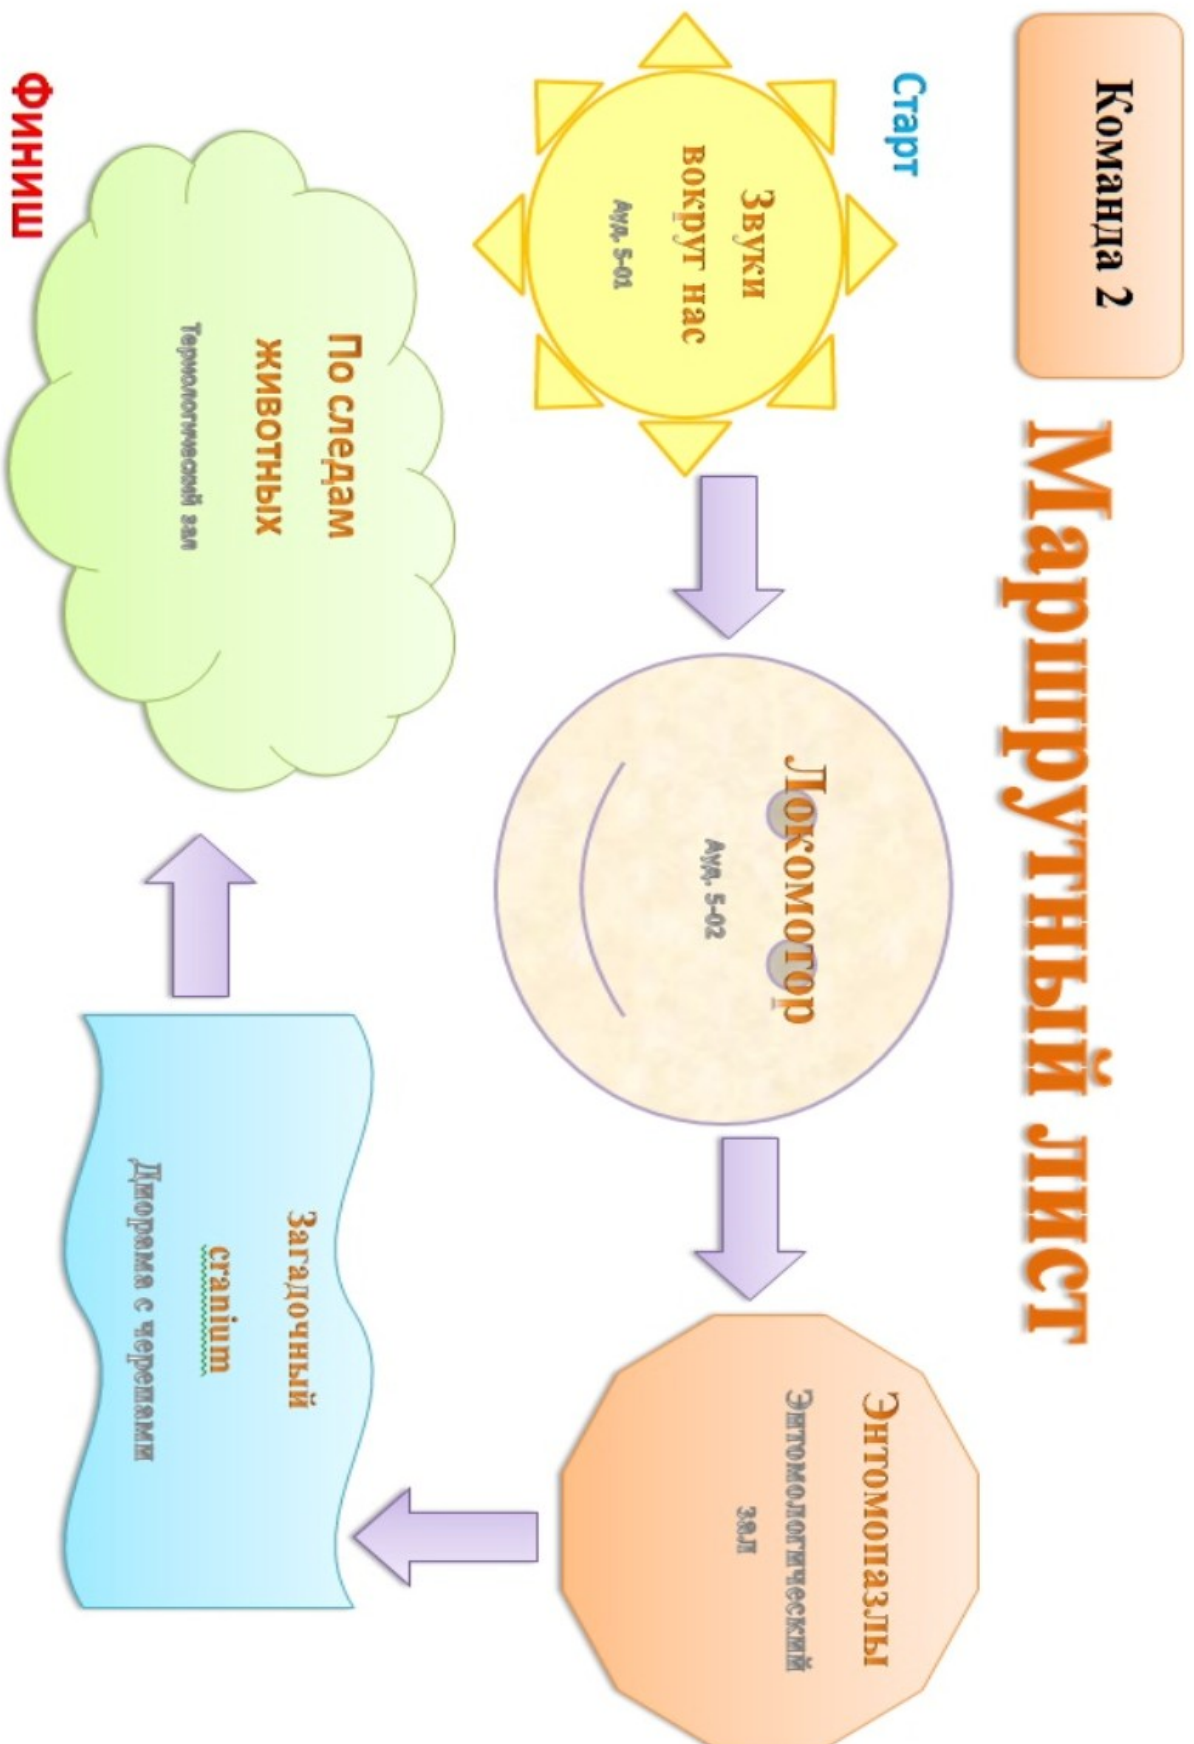 Команда 2
Маршрутный лист
Старт
Звуки
вокруг нас
Ауд. 5-01
Локомотор
Ауд. 5-02
Энтомопазлы
Энтомологический
зал
Загадочный
cranium
Диорама с черепами
По следам
животных
Териологический зал
Финиш